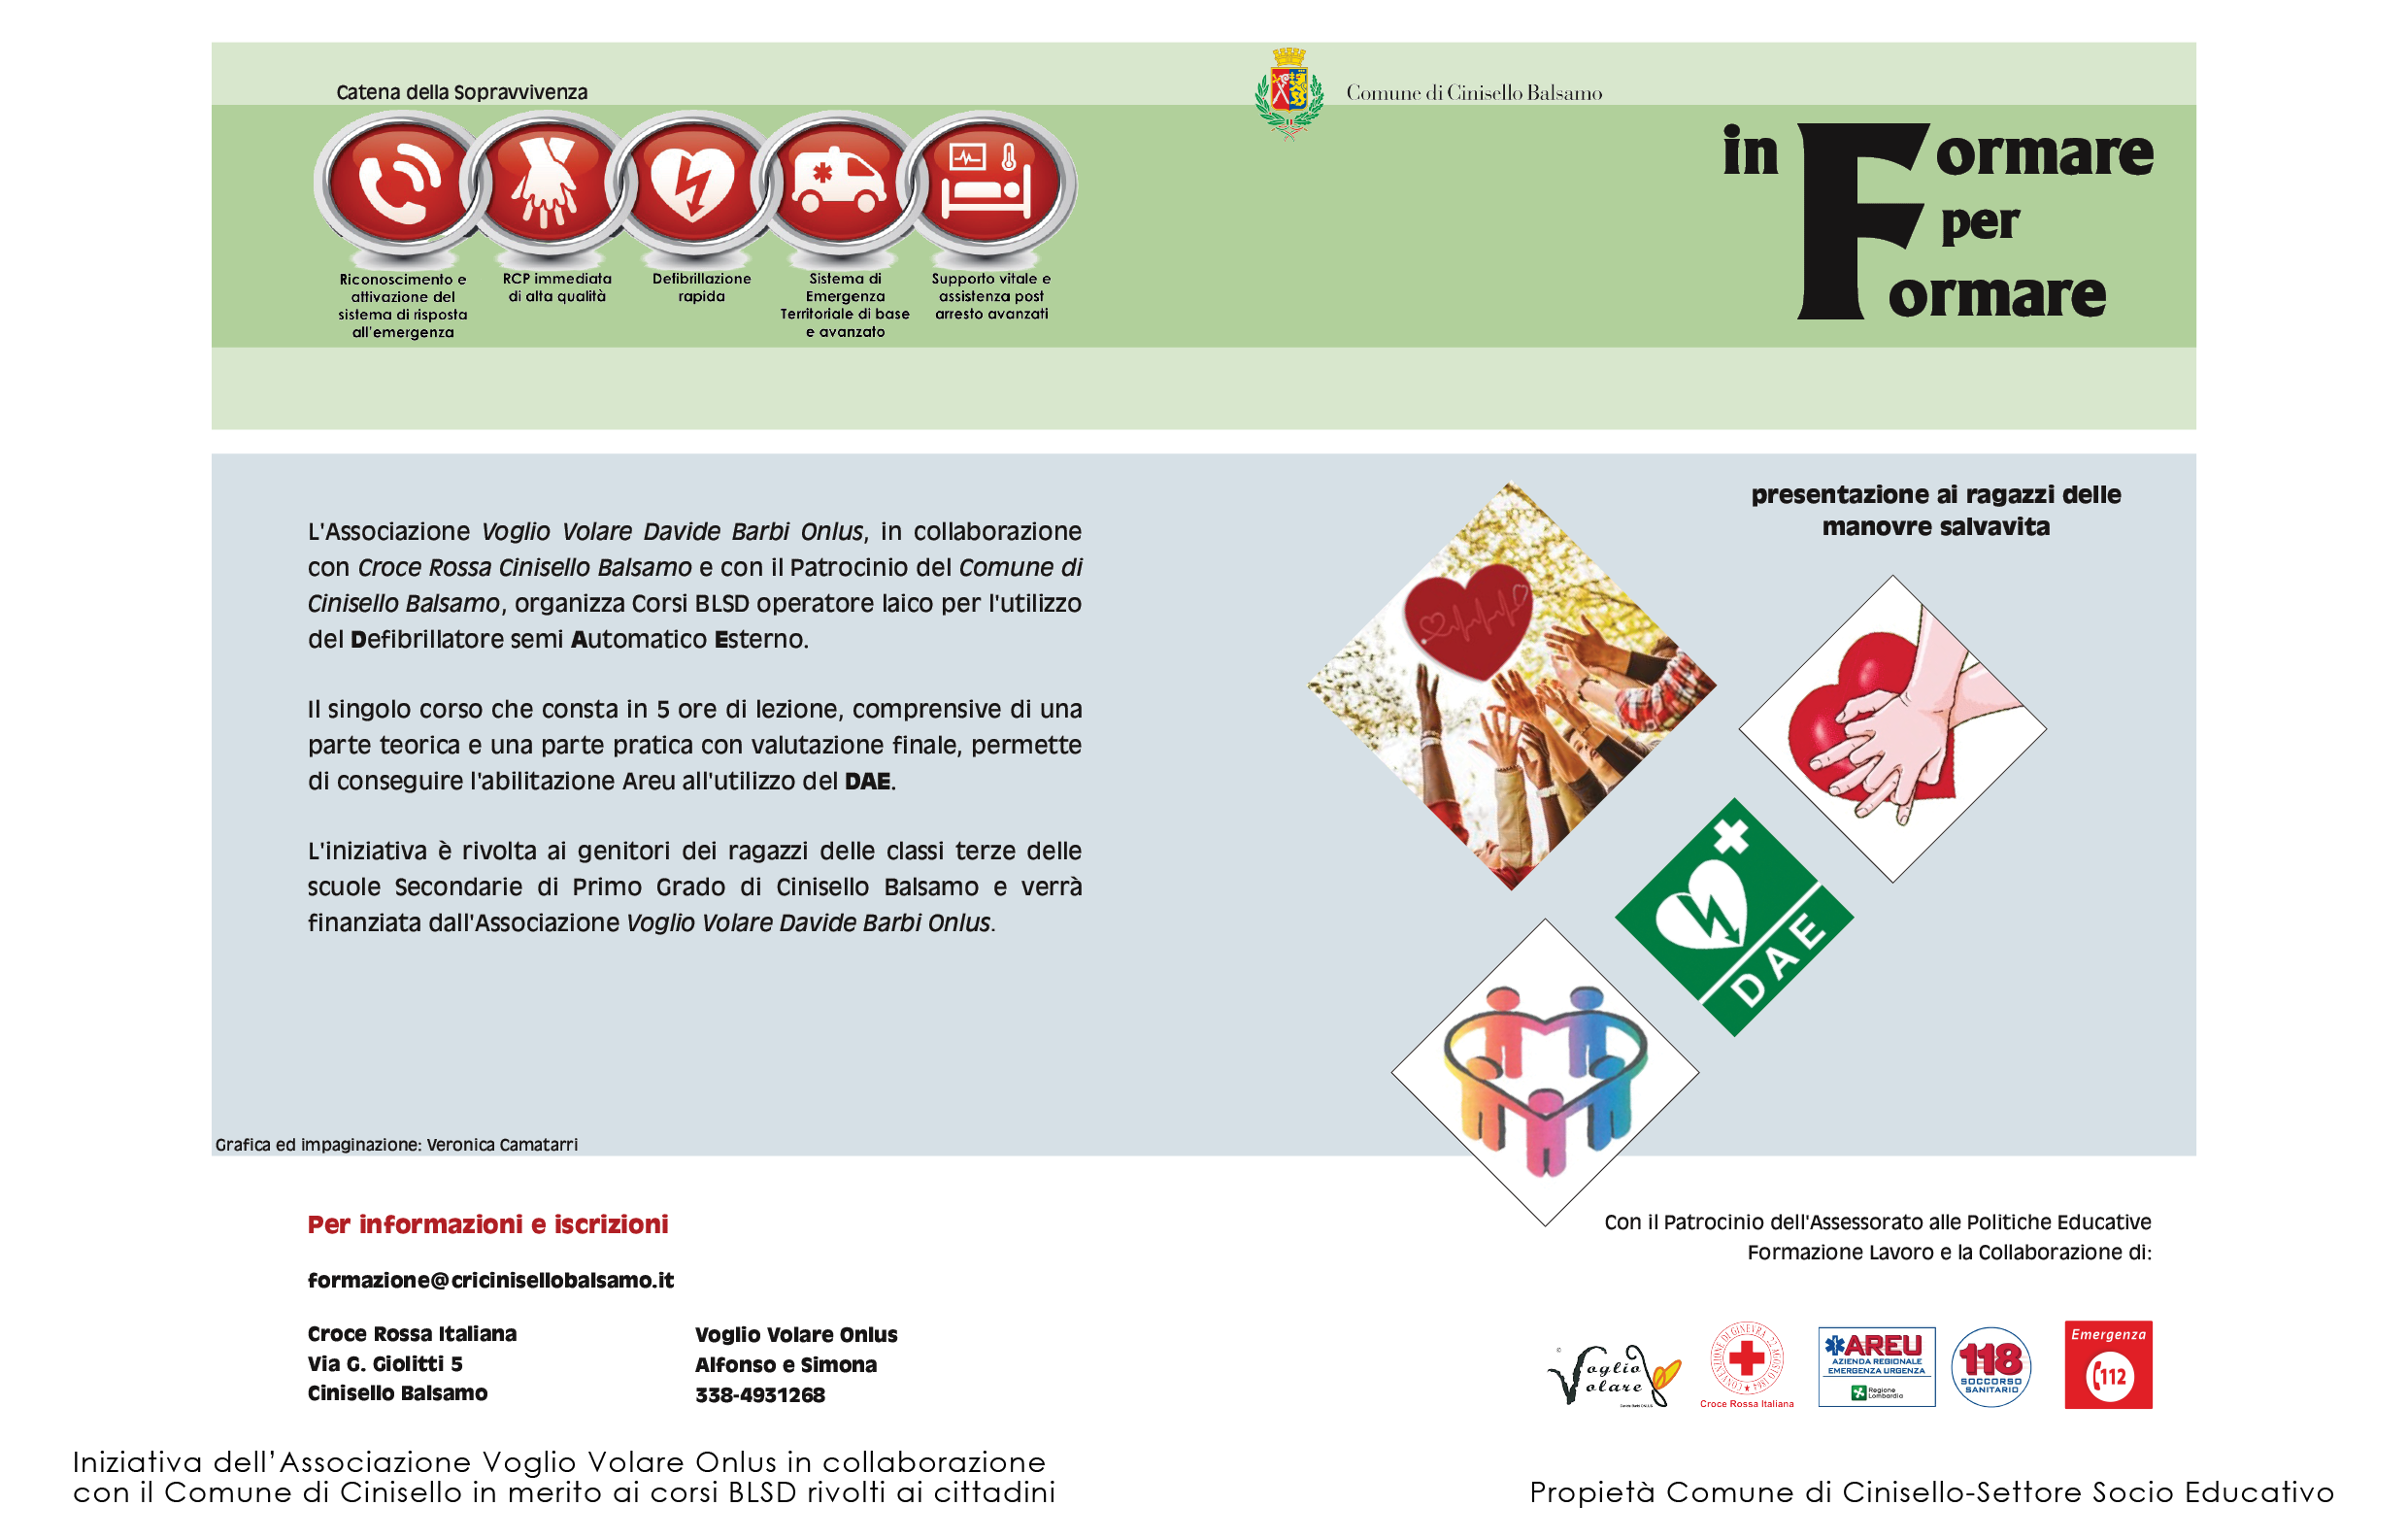 Catena della Sopravvivenza
Riconoscimento e
attivazione del
sistema di risposta
all'emergenza
RCP immediata
di alta qualità
Defibrillazione
rapida
Sistema di
Emergenza
Territoriale di base
e avanzato
Supporto vitale e
assistenza post
arresto avanzati
L'Associazione Voglio Volare Davide Barbi Onlus, in collaborazione
con Croce Rossa Cinisello Balsamo e con il Patrocinio del Comune di
Cinisello Balsamo, organizza Corsi BLSD operatore laico per l'utilizzo
del Defibrillatore semi Automatico Esterno.
Il singolo corso che consta in 5 ore di lezione, comprensive di una
parte teorica e una parte pratica con valutazione finale, permette
di conseguire l'abilitazione Areu all'utilizzo del DAE.
L'iniziativa è rivolta ai genitori dei ragazzi delle classi terze delle
scuole Secondarie di Primo Grado di Cinisello Balsamo e verrà
finanziata dall'Associazione Voglio Volare Davide Barbi Onlus.
Grafica ed impaginazione: Veronica Camatarri
Per informazioni e iscrizioni
formazione@cricinisellobalsamo.it
Croce Rossa Italiana
Via G. Giolitti 5
Cinisello Balsamo
Voglio Volare Onlus
Alfonso e Simona
338-4931268
Comune di Cinisello Balsamo
in Formare
per
Formare
presentazione ai ragazzi delle
manovre salvavita
DAE
Con il Patrocinio dell'Assessorato alle Politiche Educative
Formazione Lavoro e la Collaborazione di:
Voglio
Volare
CONVENZIONE DI GINEVRA 22 AGOSTO 1864
Croce Rossa Italiana
AREU
AZIENDA REGIONALE
EMERGENZA URGENZA
Regione
Lombardia
118
SOCCORSO
SANITARIO
Emergenza
112
Iniziativa dell’Associazione Voglio Volare Onlus in collaborazione
con il Comune di Cinisello in merito ai corsi BLSD rivolti ai cittadini
Propietà Comune di Cinisello-Settore Socio Educativo